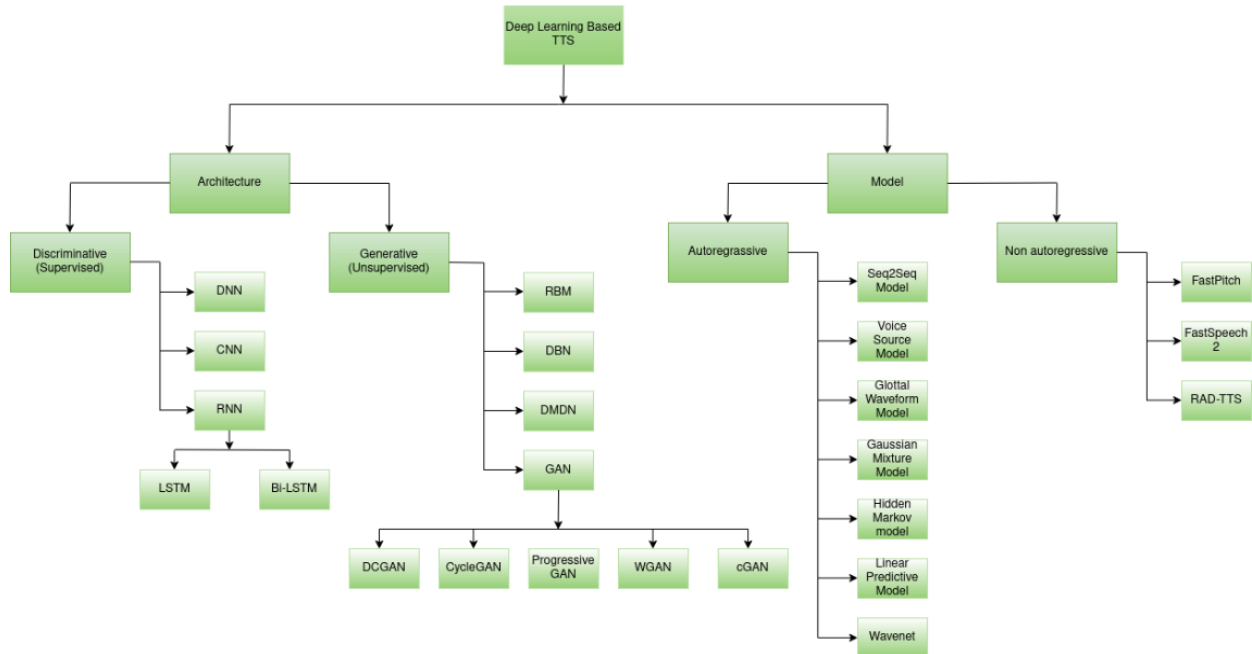 Deep Learning Based
TTS
Architecture
Model
Discriminative
(Supervised)
Generative
(Unsupervised)
Autoregrassive
Non autoregressive
DNN
CNN
RNN
LSTM
Bi-LSTM
RBM
DBN
DMDN
GAN
DCGAN
CycleGAN
Progressive
GAN
WGAN
cGAN
Seq2Seq
Model
Voice
Source
Model
Glottal
Waveform
Model
Gaussian
Mixture
Model
Hidden
Markov
model
Linear
Predictive
Model
Wavenet
FastPitch
FastSpeech
2
RAD-TTS